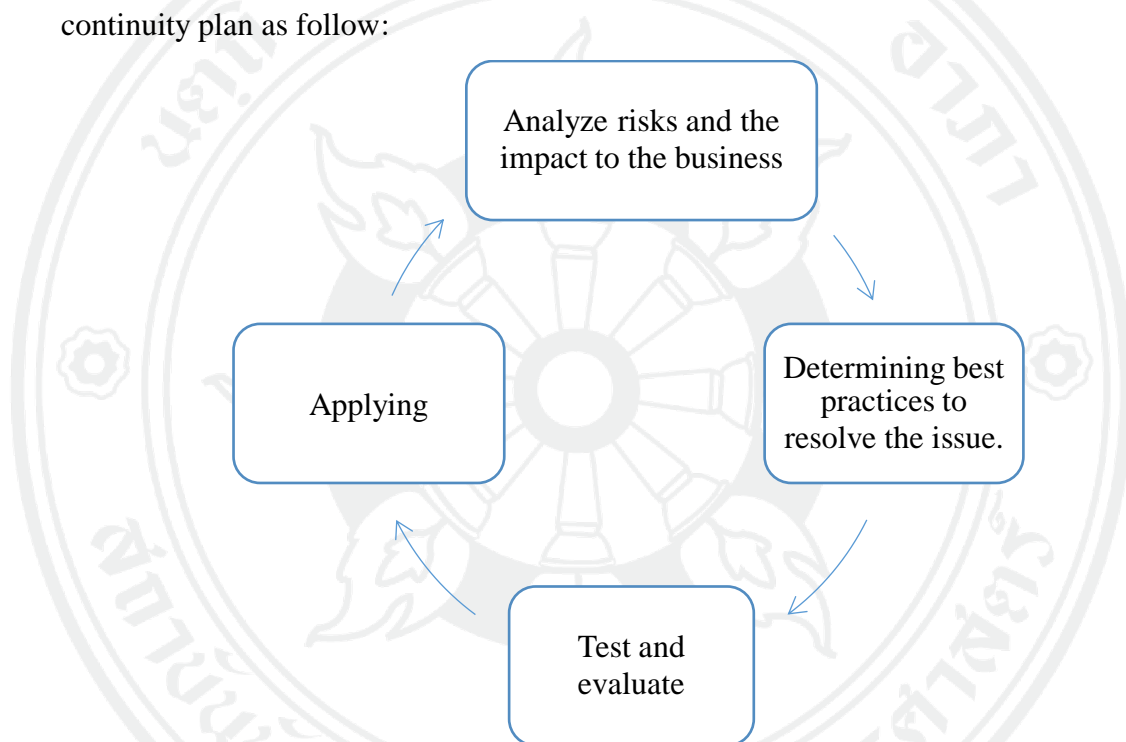 continuity plan as follow:
Analyze risks and the
impact to the business
Determining best
practices to
resolve the issue.
Applying
Test and
evaluate